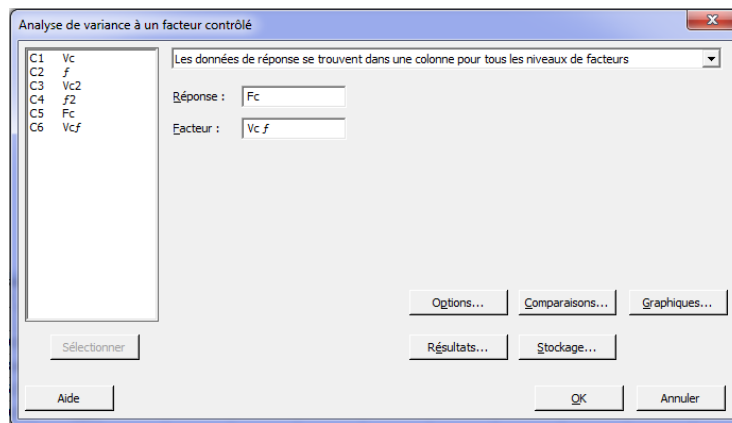 Analyse de variance à un facteur contrôlé
x
C1 Vc
C2 ƒ
C3 Vc2
C4 ƒ2
C5 Fc
C6 Vcƒ
Les données de réponse se trouvent dans une colonne pour tous les niveaux de facteurs
Réponse : Fc
Facteur : Vc ƒ
Options... Comparaisons... Graphiques...
Sélectionner Résultats... Stockage...
Aide OK Annuler